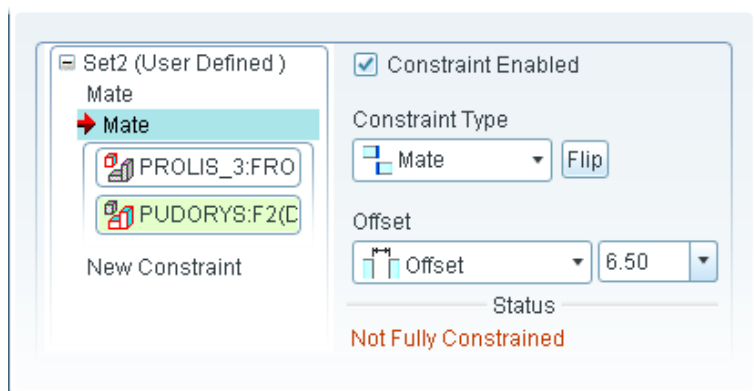 Set2 (User Defined )
Mate
Mate
PROLIS_3:FRO
PUDORYS:F2(D
New Constraint
Constraint Enabled
Constraint Type
Mate
Flip
Offset
Offset
6.50
Status
Not Fully Constrained